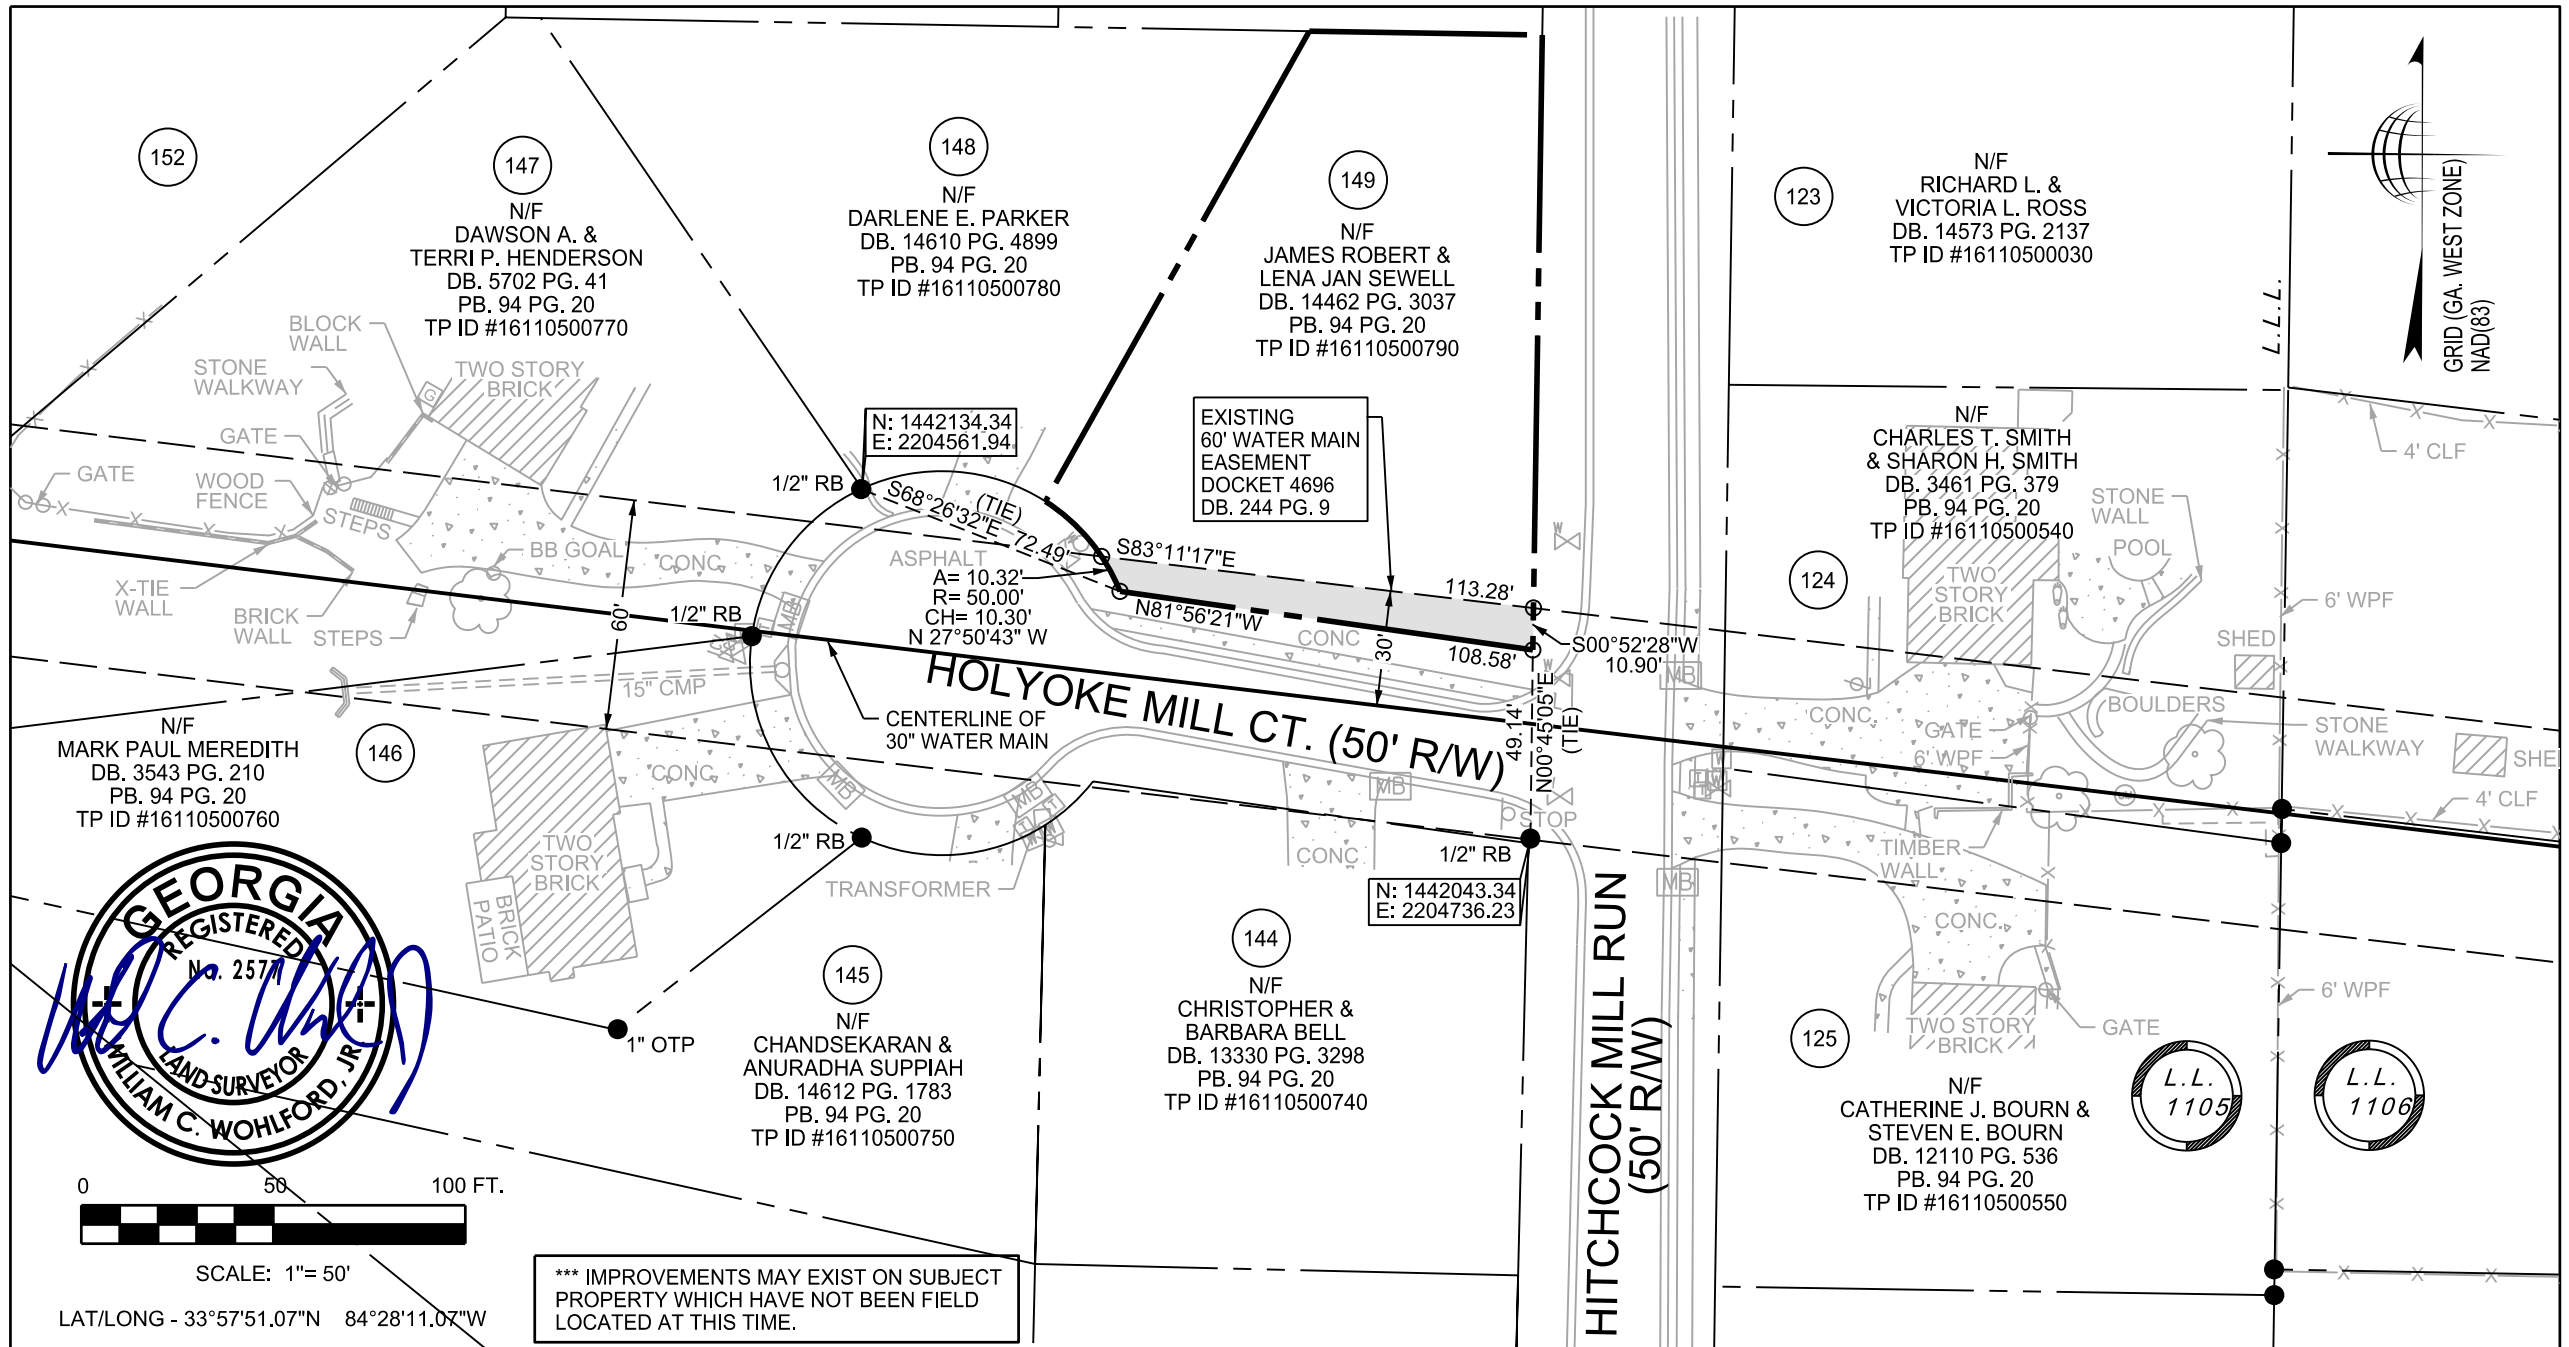 152
147
N/F
DAWSON A. &
TERRI P. HENDERSON
DB. 5702 PG. 41
PB. 94 PG. 20
TP ID #16110500770
148
N/F
DARLENE E. PARKER
DB. 14610 PG. 4899
PB. 94 PG. 20
TP ID #16110500780
149
N/F
JAMES ROBERT &
LENA JAN SEWELL
DB. 14462 PG. 3037
PB. 94 PG. 20
TP ID #16110500790
123
N/F
RICHARD L. &
VICTORIA L. ROSS
DB. 14573 PG. 2137
TP ID #16110500030
L.L.L.
GRID (GA. WEST ZONE)
NAD(83)
BLOCK
WALL
STONE
WALKWAY
TWO STORY
BRICK
G
GATE
GATE
WOOD
FENCE
STEPS
BB GOAL
CONC
X-TIE
WALL
BRICK
WALL
STEPS
60'
N: 1442134.34
E: 2204561.94
1/2" RB
S68°26'32"E 72.49'
(TIE)
ASPHALT
A= 10.32'
R= 50.00'
CH= 10.30'
N 27°50'43" W
1/2" RB
MB
EXISTING
60' WATER MAIN
EASEMENT
DOCKET 4696
DB. 244 PG. 9
S83°11'17"E
113.28'
N81°56'21"W
108.58'
CONC
30'
S00°52'28"W
10.90'
49.14'
N00°45'05"E
(TIE)
HOLYOKE MILL CT. (50' R/W)
CENTERLINE OF
30" WATER MAIN
15" CMP
N/F
CHARLES T. SMITH
& SHARON H. SMITH
DB. 3461 PG. 379
PB. 94 PG. 20
TP ID #16110500540
124
TWO
STORY
BRICK
STONE
WALL
POOL
4' CLF
6' WPF
SHED
BOULDERS
STONE
WALKWAY
SHE
4' CLF
CONC.
GATE
6' WPF
MB
TIMBER
WALL
MB
CONC.
N/F
MARK PAUL MEREDITH
DB. 3543 PG. 210
PB. 94 PG. 20
TP ID #16110500760
146
CONC
TWO
STORY
BRICK
BRICK
PATIO
MB
MB
MB
1/2" RB
TRANSFORMER
CONC
STOP
1/2" RB
N: 1442043.34
E: 2204736.23
1" OTP
145
N/F
CHANDSEKARAN &
ANURADHA SUPPIAH
DB. 14612 PG. 1783
PB. 94 PG. 20
TP ID #16110500750
144
N/F
CHRISTOPHER &
BARBARA BELL
DB. 13330 PG. 3298
PB. 94 PG. 20
TP ID #16110500740
HITCHCOCK MILL RUN
(50' R/W)
TWO STORY
BRICK
GATE
6' WPF
125
N/F
CATHERINE J. BOURN &
STEVEN E. BOURN
DB. 12110 PG. 536
PB. 94 PG. 20
TP ID #16110500550
L.L.
1105
L.L.
1106
GEORGIA
REGISTERED
No. 2577
LAND SURVEYOR
WILLIAM C. WOHLFORD, JR.
0 50 100 FT.
SCALE: 1"= 50'
LAT/LONG - 33°57'51.07"N 84°28'11.07"W
*** IMPROVEMENTS MAY EXIST ON SUBJECT
PROPERTY WHICH HAVE NOT BEEN FIELD
LOCATED AT THIS TIME.